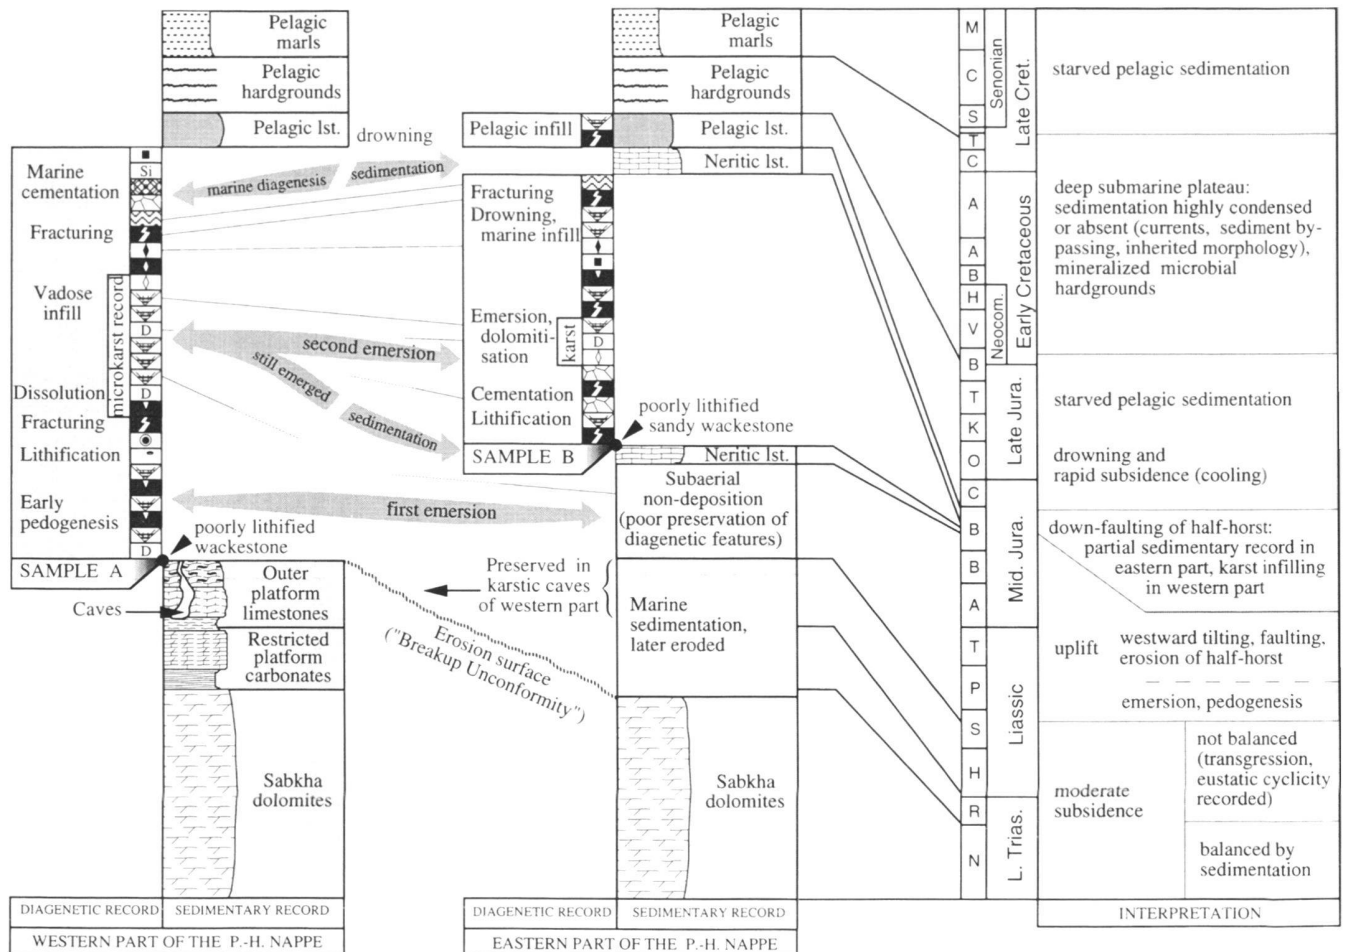 Pelagic
marls
Pelagic
hardgrounds
Pelagic lst.
drowning
Marine
cementation
Si
Fracturing
Vadose
infill
D
microkarst record
Dissolution
D
Fracturing
Lithification
Early
pedogenesis
D
SAMPLE A
poorly lithified
wackestone
Caves
Outer
platform
limestones
Restricted
platform
carbonates
Sabkha
dolomites
marine diagenesis
sedimentation
second emersion
still emerged
sedimentation
first emersion
Erosion surface
("Breakup Unconformity")
Preserved in
karstic caves
of western part
Pelagic
marls
Pelagic
hardgrounds
Pelagic infill
Pelagic lst.
Neritic lst.
Fracturing
Drowning,
marine infill
Emersion,
dolomiti-
sation
karst
D
Cementation
Lithification
SAMPLE B
poorly lithified
sandy wackestone
Neritic lst.
Subaerial
non-deposition
(poor preservation of
diagenetic features)
Marine
sedimentation,
later eroded
Sabkha
dolomites
M
C
S
T
C
A
A
B
H
V
B
T
K
O
C
B
B
A
T
P
S
H
R
N
Senonian
Late Cret.
Neocom.
Early Cretaceous
Late Jura.
Mid. Jura.
Liassic
L. Trias.
starved pelagic sedimentation
deep submarine plateau:
sedimentation highly condensed
or absent (currents, sediment by-
passing, inherited morphology),
mineralized microbial
hardgrounds
starved pelagic sedimentation
drowning and
rapid subsidence (cooling)
down-faulting of half-horst:
partial sedimentary record in
eastern part, karst infilling
in western part
uplift
westward tilting, faulting,
erosion of half-horst
emersion, pedogenesis
moderate
subsidence
not balanced
(transgression,
eustatic cyclicity
recorded)
balanced by
sedimentation
DIAGENETIC RECORD
SEDIMENTARY RECORD
WESTERN PART OF THE P.-H. NAPPE
DIAGENETIC RECORD
SEDIMENTARY RECORD
EASTERN PART OF THE P.-H. NAPPE
INTERPRETATION